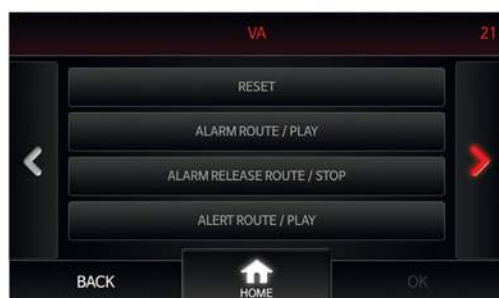 VA 21
RESET
ALARM ROUTE / PLAY
ALARM RELEASE ROUTE / STOP
ALERT ROUTE / PLAY
BACK
HOME
OK